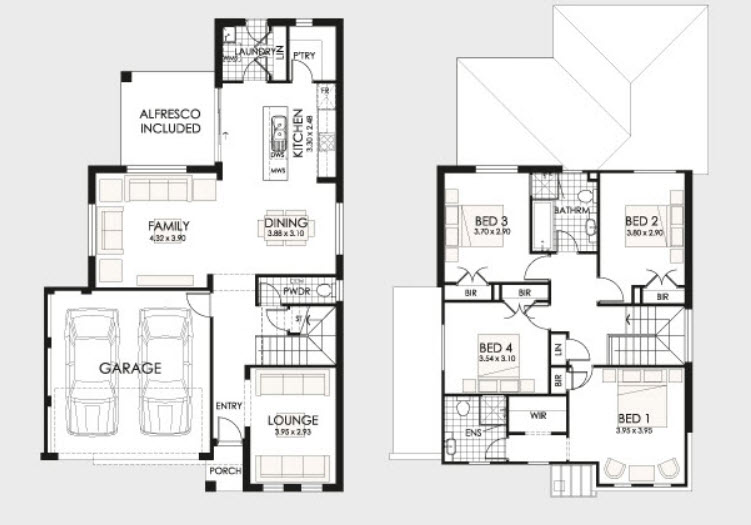 LAUNDRY
LIN
P'TRY
FR
ALFRESCO
INCLUDED
KITCHEN
3.30 x 2.48
DWS
MWS
FAMILY
4.32 x 3.90
DINING
3.88 x 3.10
PWDR
ST
GARAGE
ENTRY
LOUNGE
3.95 x 2.93
PORCH
BED 3
3.70 x 2.90
BATHRM
BED 2
3.80 x 2.90
BIR
BIR
BIR
BED 4
3.54 x 3.10
LIN
BIR
WIR
ENS
BED 1
3.95 x 3.95